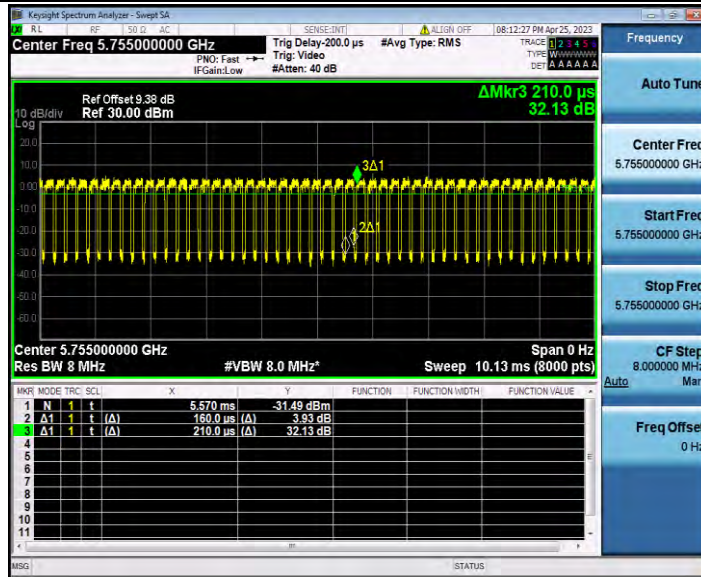 Keysight Spectrum Analyzer - Swept SA
RL RF 50 Ω AC SENSE:INT ALIGN OFF 08:12:27 PM Apr 25, 2023
Center Freq 5.755000000 GHz
PNO: Fast
IFGain:Low
Trig Delay-200.0 µs
Trig: Video
#Atten: 40 dB
#Avg Type: RMS
TRACE 1 2 3 4 5 6
TYPE WWWWWW
DET A A A A A A
Ref Offset 9.38 dB
10 dB/div Ref 30.00 dBm
Log
ΔMkr3 210.0 µs
32.13 dB
20.0
10.0
0.00
-10.0
-20.0
-30.0
-40.0
-50.0
-60.0
3Δ1
2Δ1
Center 5.755000000 GHz Span 0 Hz
Res BW 8 MHz #VBW 8.0 MHz* Sweep 10.13 ms (8000 pts)
MKR MODE TRC SCL X Y FUNCTION FUNCTION WIDTH FUNCTION VALUE
1 N 1 t 5.570 ms -31.49 dBm
2 Δ1 1 t (Δ) 160.0 µs (Δ) 3.93 dB
3 Δ1 1 t (Δ) 210.0 µs (Δ) 32.13 dB
4
5
6
7
8
9
10
11
MSG STATUS
Frequency
Auto Tune
Center Freq
5.755000000 GHz
Start Freq
5.755000000 GHz
Stop Freq
5.755000000 GHz
CF Step
8.000000 MHz
Auto Man
Freq Offset
0 Hz